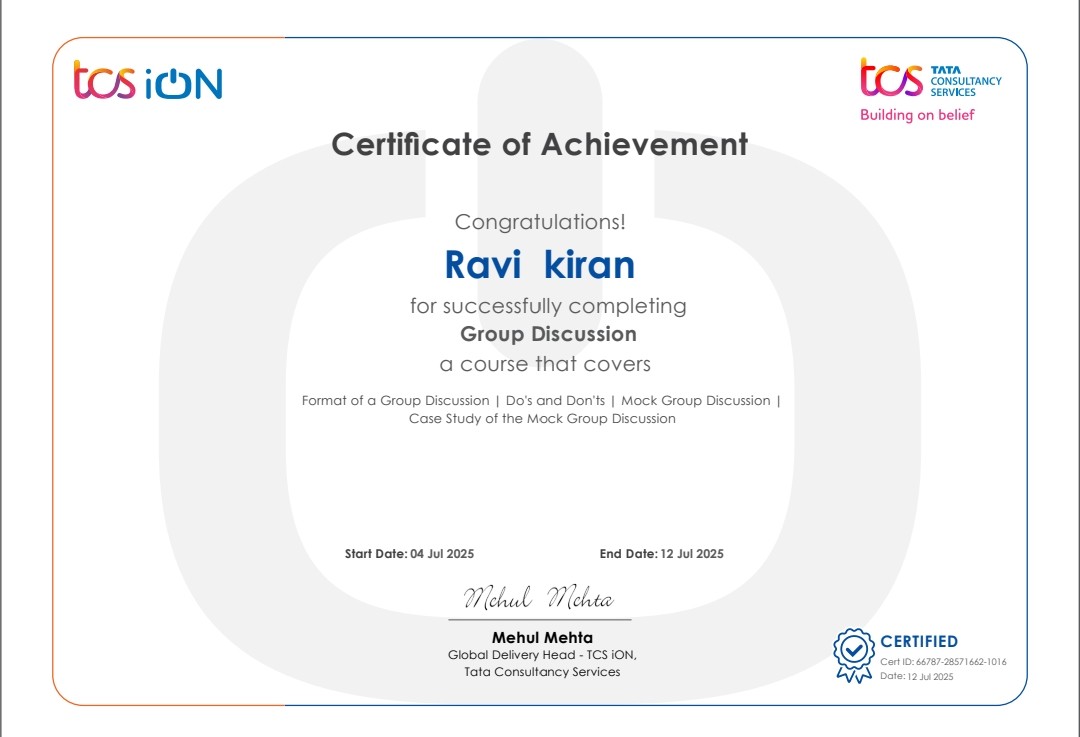 tcs iON
tcs TATA
CONSULTANCY
SERVICES
Building on belief
Certificate of Achievement
Congratulations!
Ravi kiran
for successfully completing
Group Discussion
a course that covers
Format of a Group Discussion | Do's and Don'ts | Mock Group Discussion |
Case Study of the Mock Group Discussion
Start Date: 04 Jul 2025 End Date: 12 Jul 2025
Mehul Mehta
Mehul Mehta
Global Delivery Head - TCS iON,
Tata Consultancy Services
CERTIFIED
Cert ID: 66787-28571662-1016
Date: 12 Jul 2025